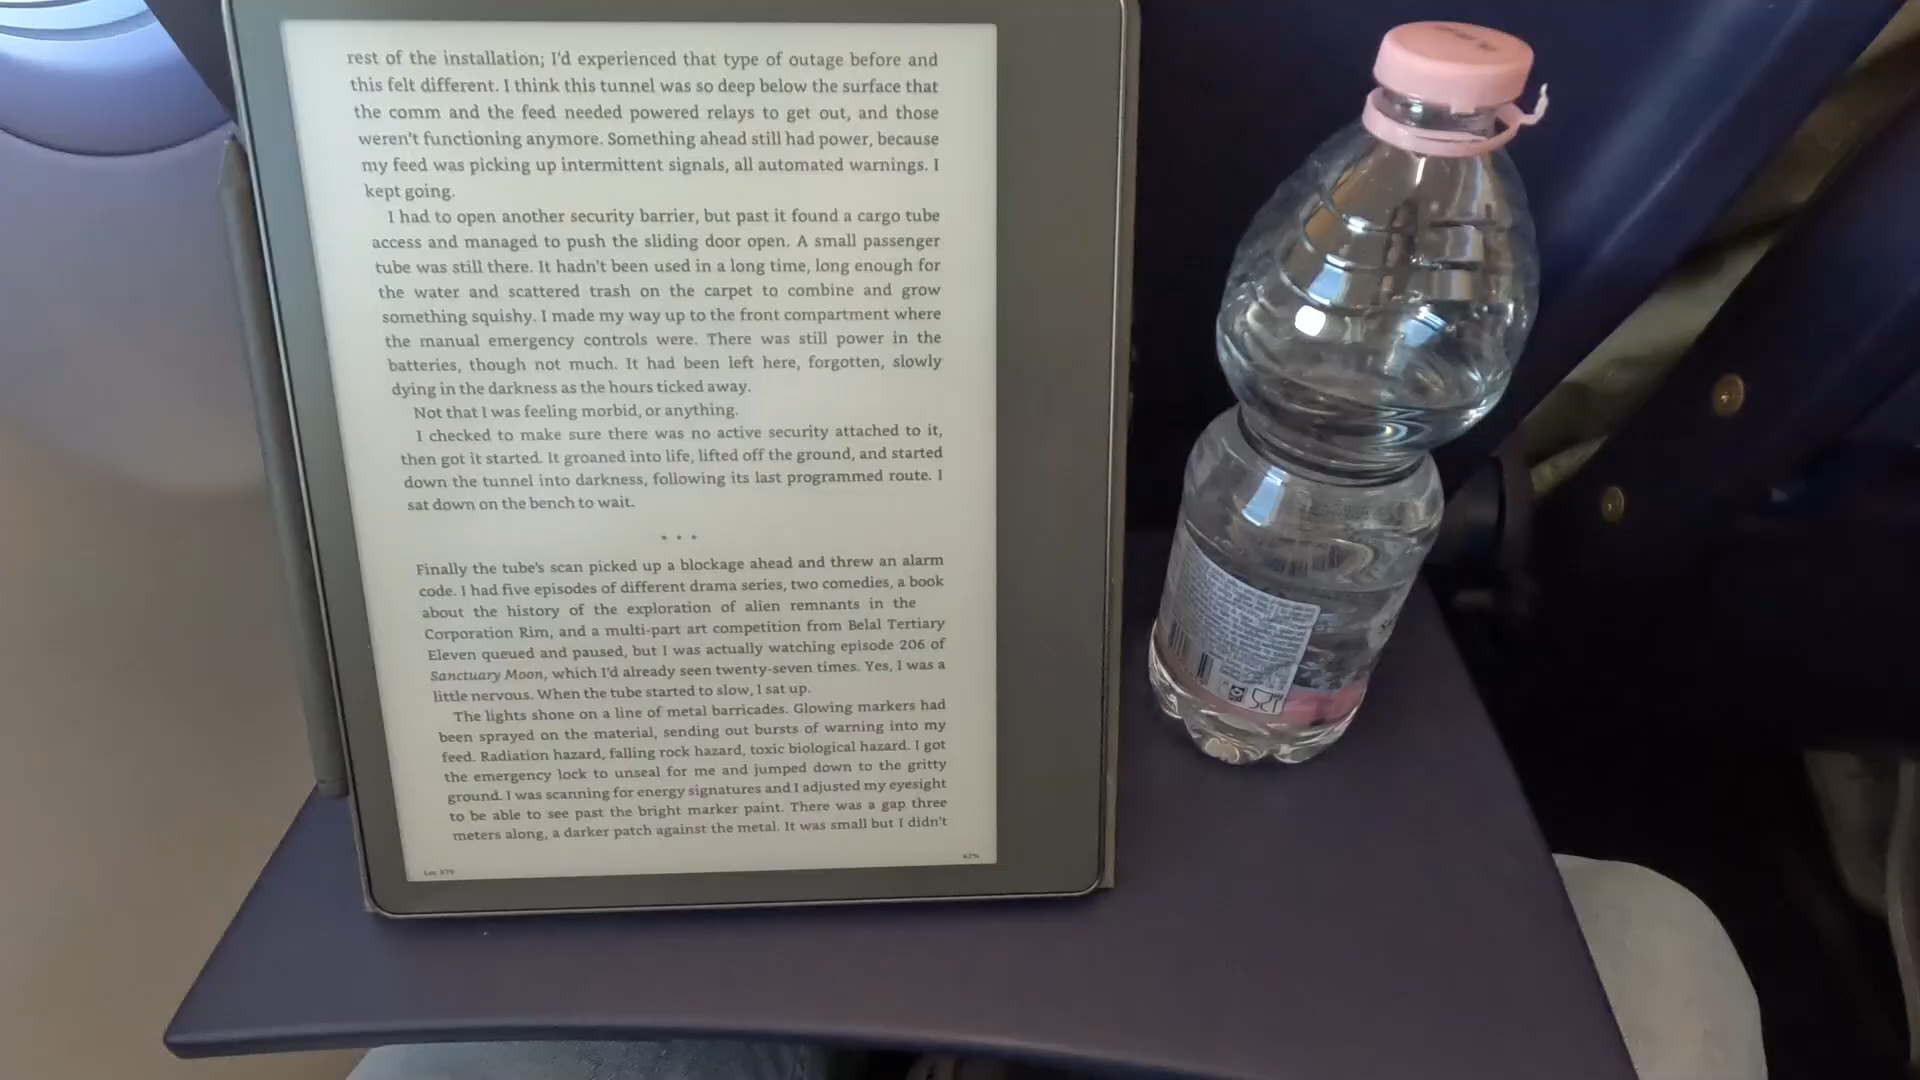 rest of the installation; I'd experienced that type of outage before and
this felt different. I think this tunnel was so deep below the surface that
the comm and the feed needed powered relays to get out, and those
weren't functioning anymore. Something ahead still had power, because
my feed was picking up intermittent signals, all automated warnings. I
kept going.
I had to open another security barrier, but past it found a cargo tube
access and managed to push the sliding door open. A small passenger
tube was still there. It hadn't been used in a long time, long enough for
the water and scattered trash on the carpet to combine and grow
something squishy. I made my way up to the front compartment where
the manual emergency controls were. There was still power in the
batteries, though not much. It had been left here, forgotten, slowly
dying in the darkness as the hours ticked away.
Not that I was feeling morbid, or anything.
I checked to make sure there was no active security attached to it,
then got it started. It groaned into life, lifted off the ground, and started
down the tunnel into darkness, following its last programmed route. I
sat down on the bench to wait.
• • •
Finally the tube's scan picked up a blockage ahead and threw an alarm
code. I had five episodes of different drama series, two comedies, a book
about the history of the exploration of alien remnants in the
Corporation Rim, and a multi-part art competition from Belal Tertiary
Eleven queued and paused, but I was actually watching episode 206 of
Sanctuary Moon, which I'd already seen twenty-seven times. Yes, I was a
little nervous. When the tube started to slow, I sat up.
The lights shone on a line of metal barricades. Glowing markers had
been sprayed on the material, sending out bursts of warning into my
feed. Radiation hazard, falling rock hazard, toxic biological hazard. I got
the emergency lock to unseal for me and jumped down to the gritty
ground. I was scanning for energy signatures and I adjusted my eyesight
to be able to see past the bright marker paint. There was a gap three
meters along, a darker patch against the metal. It was small but I didn't
Loc 979
62%